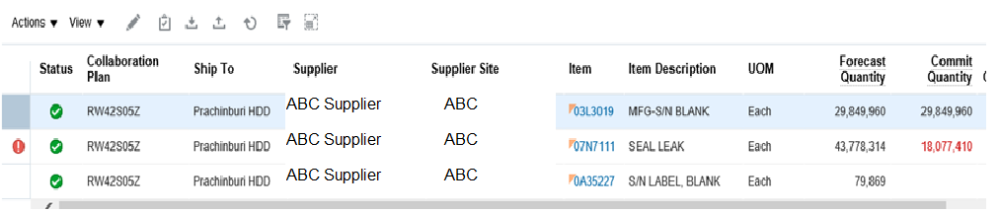 Actions View
Status Collaboration Plan Ship To Supplier Supplier Site Item Item Description UOM Forecast Quantity Commit Quantity
RW42S05Z Prachinburi HDD ABC Supplier ABC 03L3019 MFG-S/N BLANK Each 29,849,960 29,849,960
RW42S05Z Prachinburi HDD ABC Supplier ABC 07N7111 SEAL LEAK Each 43,778,314 18,077,410
RW42S05Z Prachinburi HDD ABC Supplier ABC 0A35227 S/N LABEL, BLANK Each 79,869